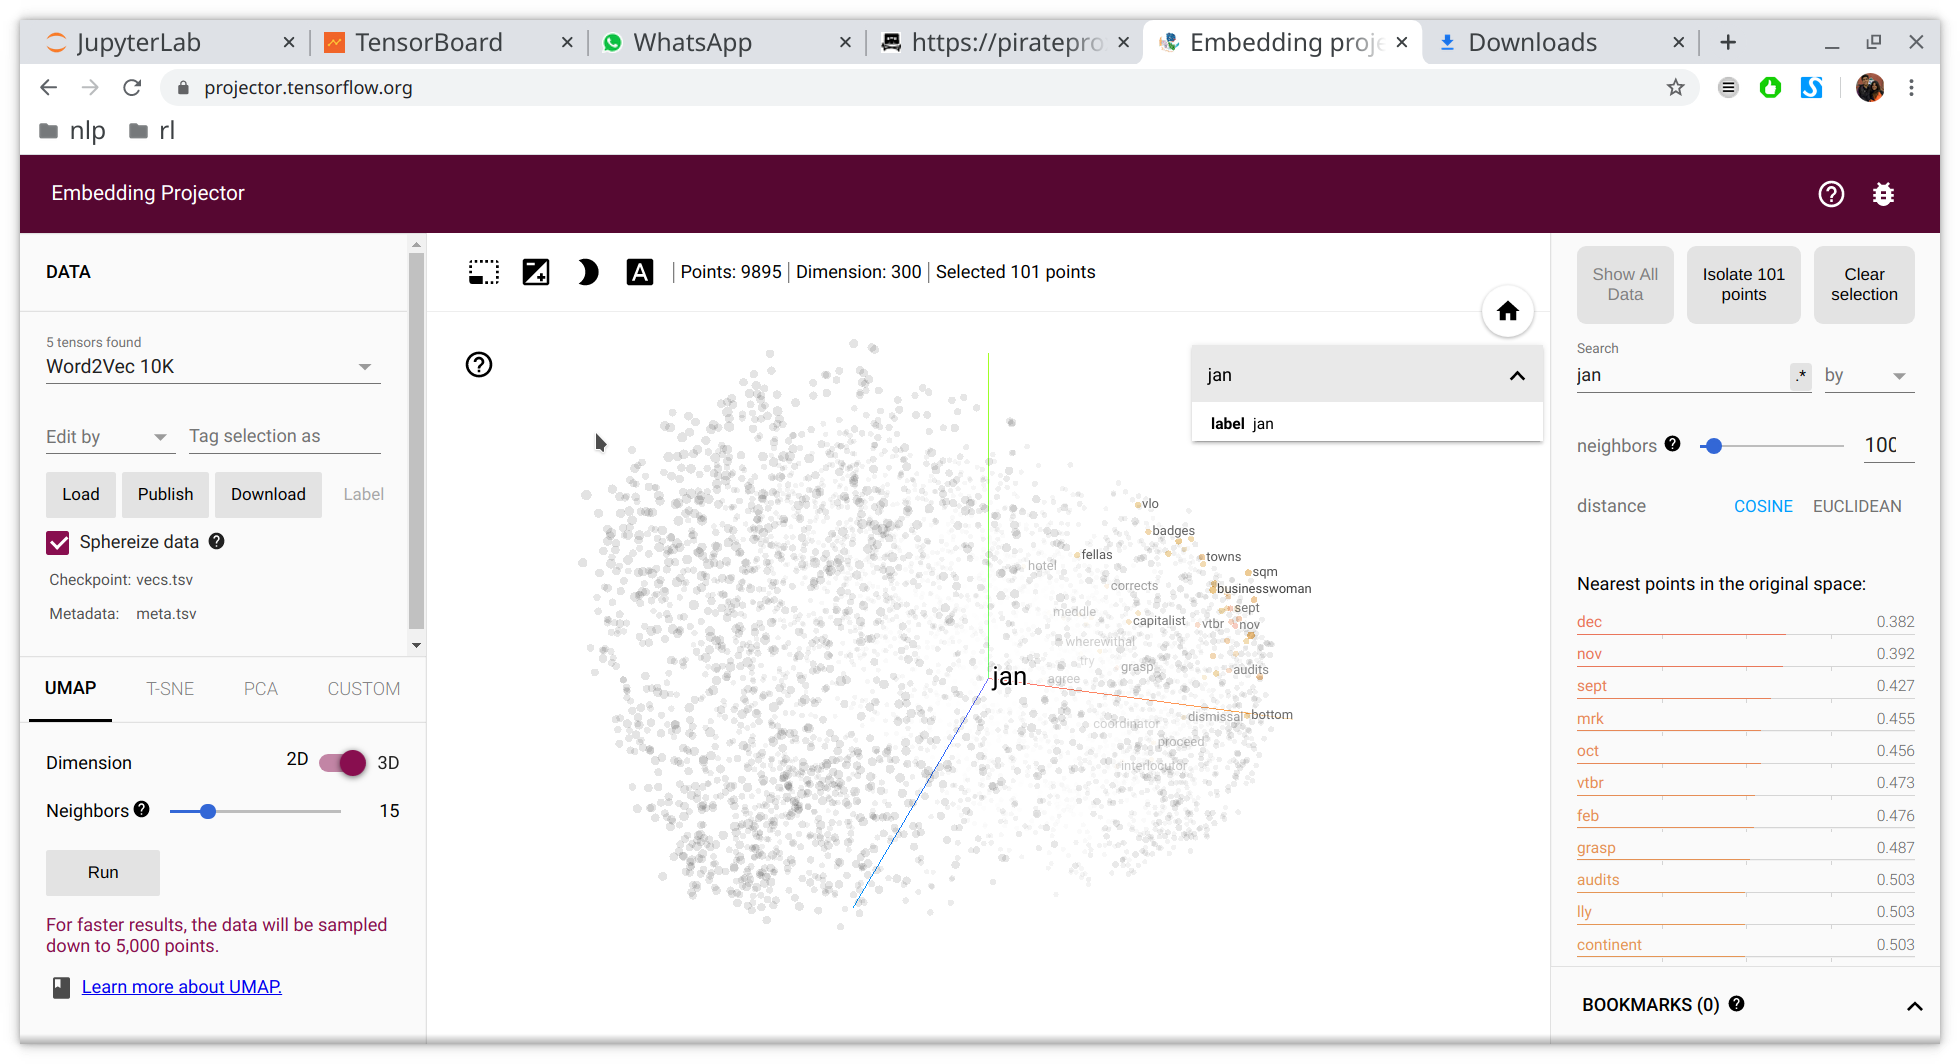 JupyterLab
TensorBoard
WhatsApp
https://piratepro
Embedding proje
Downloads
projector.tensorflow.org
nlp
rl
Embedding Projector
DATA
5 tensors found
Word2Vec 10K
Edit by
Tag selection as
Load
Publish
Download
Label
Sphereize data
Checkpoint: vecs.tsv
Metadata: meta.tsv
UMAP
T-SNE
PCA
CUSTOM
Dimension
2D
3D
Neighbors
15
Run
For faster results, the data will be sampled
down to 5,000 points.
Learn more about UMAP.
A
Points: 9895
Dimension: 300
Selected 101 points
jan
label jan
vlo
badges
fellas
towns
hotel
sqm
corrects
businesswoman
meddle
sept
capitalist
vtbr
nov
wherewithal
try
grasp
audits
jan
agree
dismissal
bottom
coordinator
proceed
interlocutor
Show All
Data
Isolate 101
points
Clear
selection
Search
jan
.*
by
neighbors
100
distance
COSINE
EUCLIDEAN
Nearest points in the original space:
dec 0.382
nov 0.392
sept 0.427
mrk 0.455
oct 0.456
vtbr 0.473
feb 0.476
grasp 0.487
audits 0.503
lly 0.503
continent 0.503
BOOKMARKS (0)